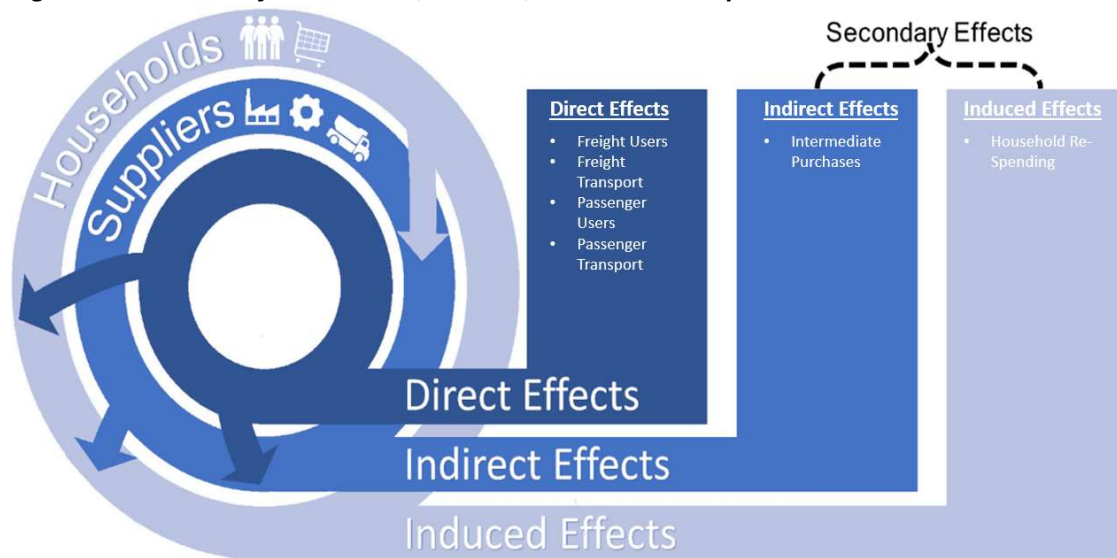 Secondary Effects
Households
Suppliers
Direct Effects
• Freight Users
• Freight
Transport
• Passenger
Users
• Passenger
Transport
Indirect Effects
• Intermediate
Purchases
Induced Effects
• Household Re-
Spending
Direct Effects
Indirect Effects
Induced Effects